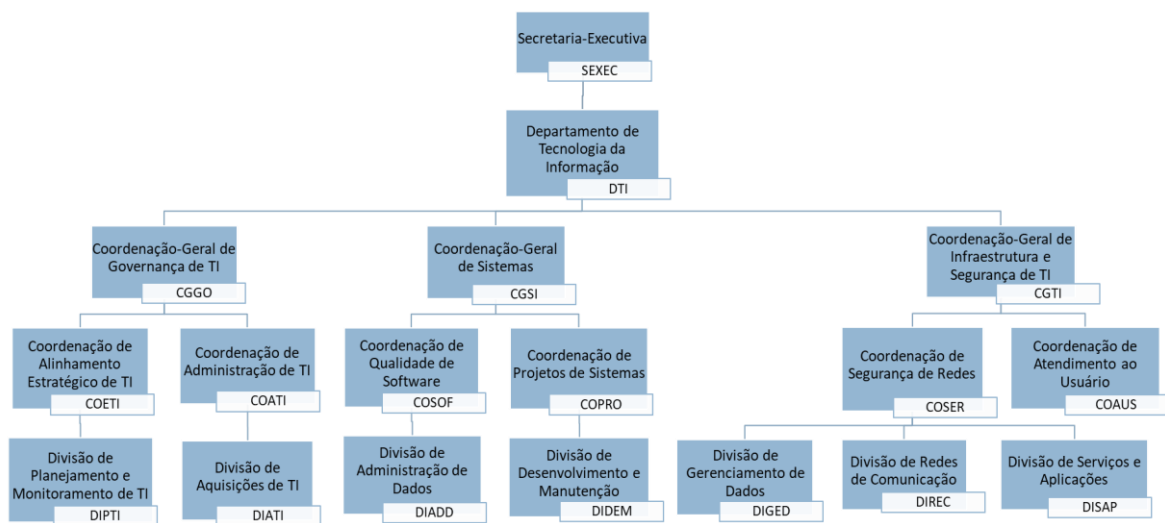 Secretaria-Executiva
SEXEC
Departamento de
Tecnologia da
Informação
DTI
Coordenação-Geral de
Governança de TI
CGGO
Coordenação-Geral
de Sistemas
CGSI
Coordenação-Geral de
Infraestrutura e
Segurança de TI
CGTI
Coordenação de
Alinhamento
Estratégico de TI
COETI
Coordenação de
Administração de TI
COATI
Coordenação de
Qualidade de
Software
COSOF
Coordenação de
Projetos de Sistemas
COPRO
Coordenação de
Segurança de Redes
COSER
Coordenação de
Atendimento ao
Usuário
COAUS
Divisão de
Planejamento e
Monitoramento de TI
DIPTI
Divisão de
Aquisições de TI
DIATI
Divisão de
Administração de
Dados
DIADD
Divisão de
Desenvolvimento e
Manutenção
DIDEM
Divisão de
Gerenciamento de
Dados
DIGED
Divisão de Redes
de Comunicação
DIREC
Divisão de Serviços e
Aplicações
DISAP